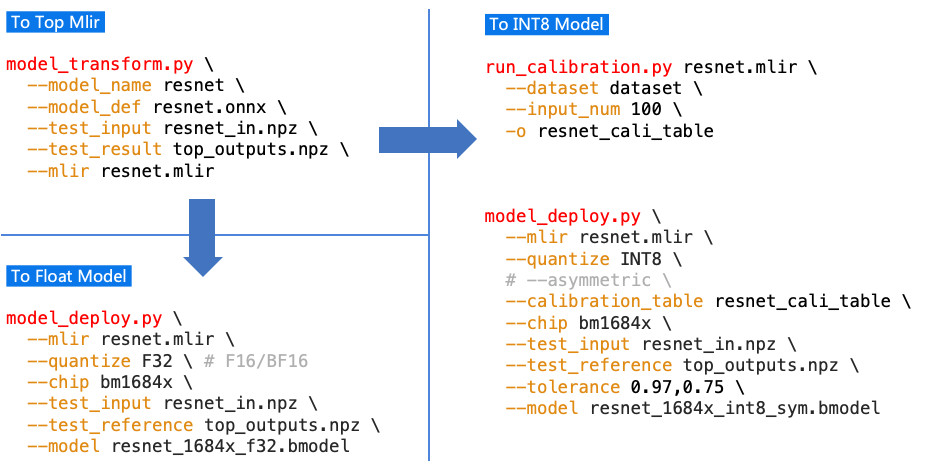 To Top Mlir
model_transform.py \
--model_name resnet \
--model_def resnet.onnx \
--test_input resnet_in.npz \
--test_result top_outputs.npz \
--mlir resnet.mlir
To Float Model
model_deploy.py \
--mlir resnet.mlir \
--quantize F32 \ # F16/BF16
--chip bm1684x \
--test_input resnet_in.npz \
--test_reference top_outputs.npz \
--model resnet_1684x_f32.bmodel
To INT8 Model
run_calibration.py resnet.mlir \
--dataset dataset \
--input_num 100 \
-o resnet_cali_table
model_deploy.py \
--mlir resnet.mlir \
--quantize INT8 \
# --asymmetric \
--calibration_table resnet_cali_table \
--chip bm1684x \
--test_input resnet_in.npz \
--test_reference top_outputs.npz \
--tolerance 0.97,0.75 \
--model resnet_1684x_int8_sym.bmodel